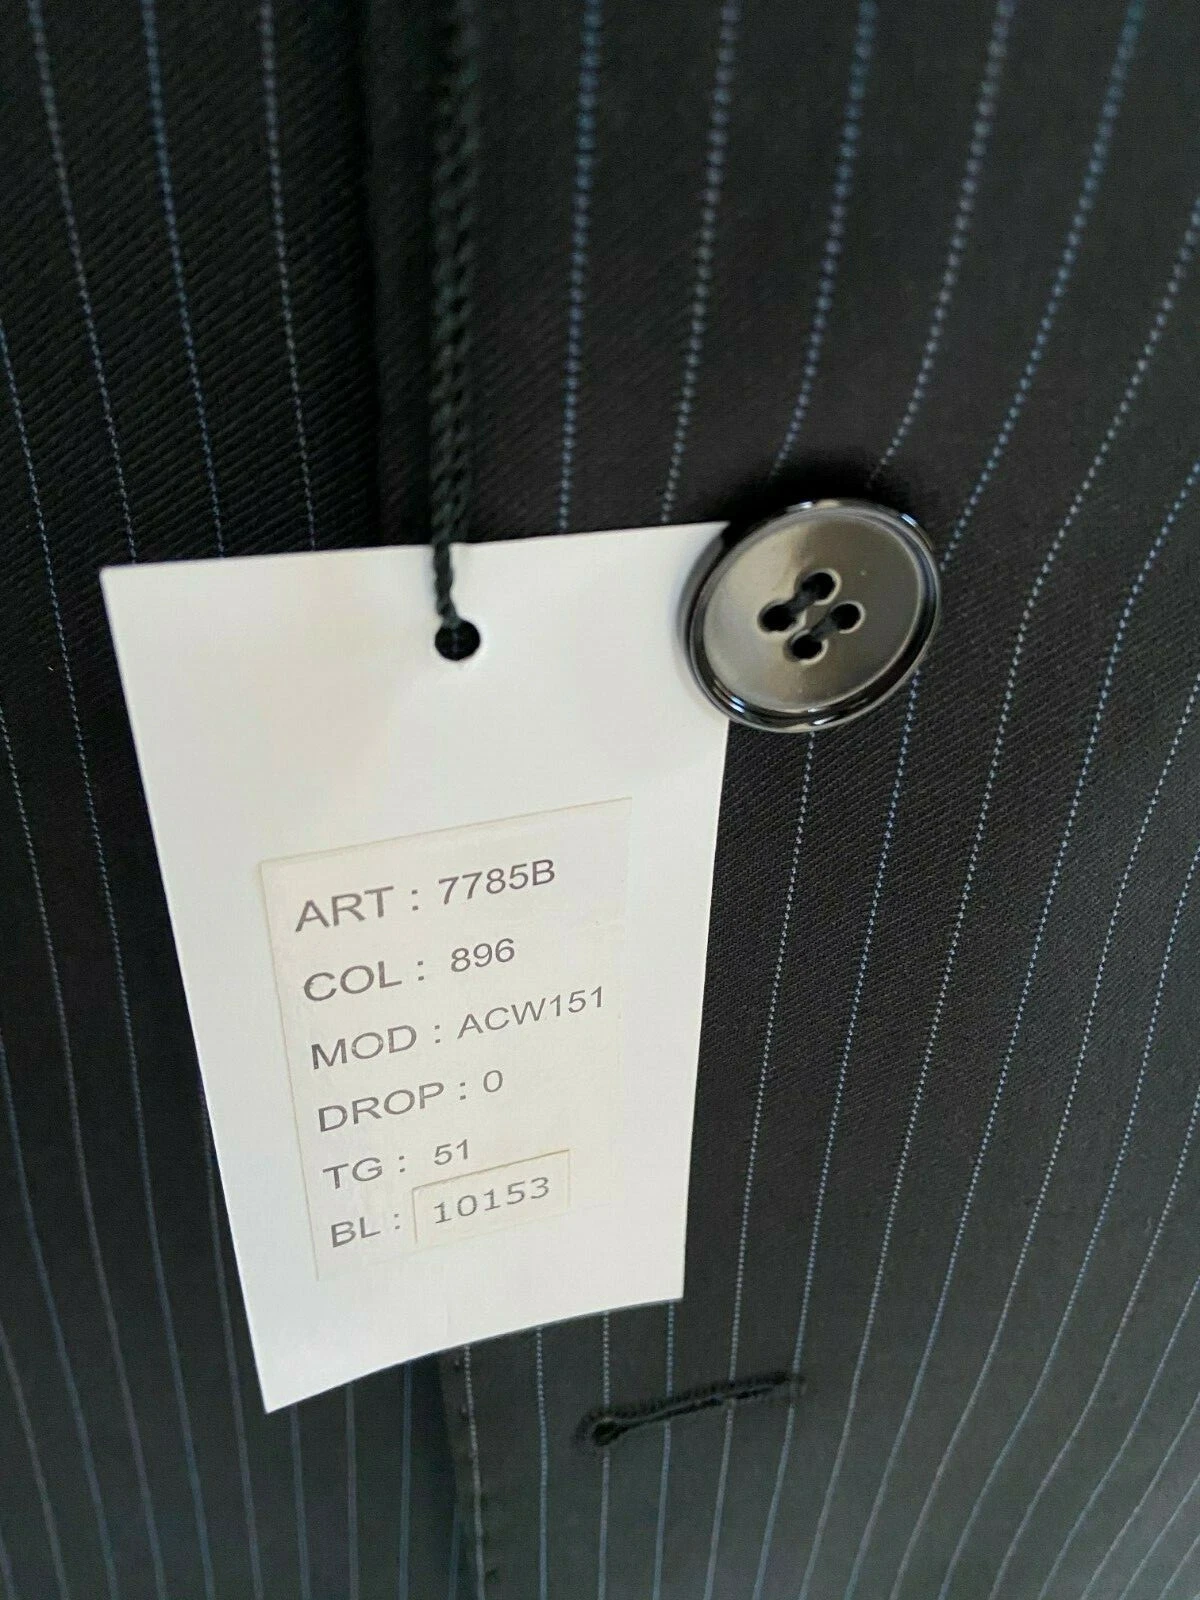 ART : 7785B
COL : 896
MOD : ACW151
DROP : 0
TG : 51
BL : 10153